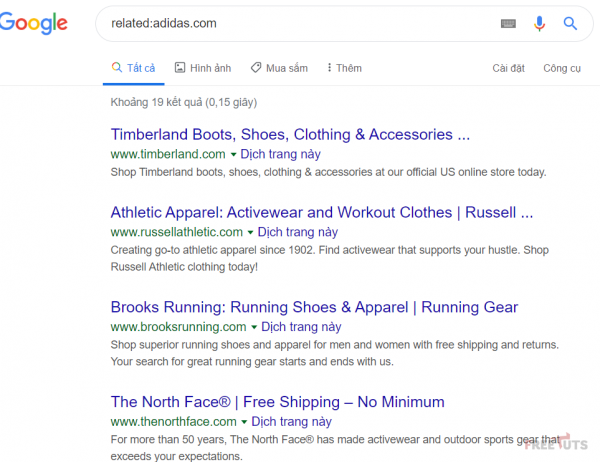 Google
related:adidas.com
Tất cả Hình ảnh Mua sắm Thêm Cài đặt Công cụ
Khoảng 19 kết quả (0,15 giây)
Timberland Boots, Shoes, Clothing & Accessories ...
www.timberland.com Dịch trang này
Shop Timberland boots, shoes, clothing & accessories at our official US online store today.
Athletic Apparel: Activewear and Workout Clothes | Russell ...
www.russellathletic.com Dịch trang này
Creating go-to athletic apparel since 1902. Find activewear that supports your hustle. Shop
Russell Athletic clothing today!
Brooks Running: Running Shoes & Apparel | Running Gear
www.brooksrunning.com Dịch trang này
Shop superior running shoes and apparel for men and women with free shipping and returns.
Your search for great running gear starts and ends with us.
The North Face® | Free Shipping – No Minimum
www.thenorthface.com Dịch trang này
For more than 50 years, The North Face® has made activewear and outdoor sports gear that
exceeds your expectations.
FREETUTS